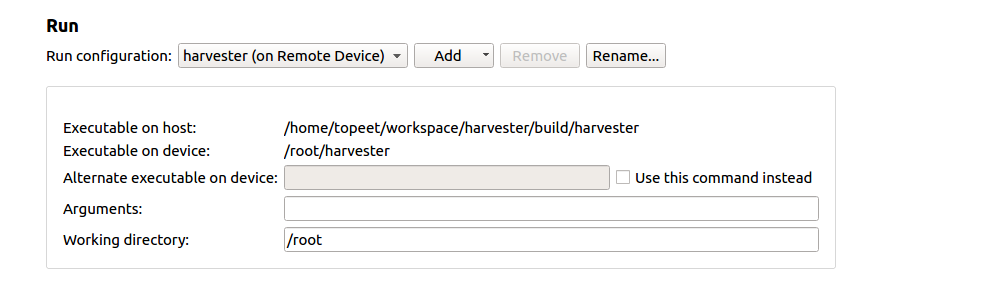 Run
Run configuration: harvester (on Remote Device) Add Remove Rename...
Executable on host: /home/topeet/workspace/harvester/build/harvester
Executable on device: /root/harvester
Alternate executable on device: Use this command instead
Arguments:
Working directory: /root